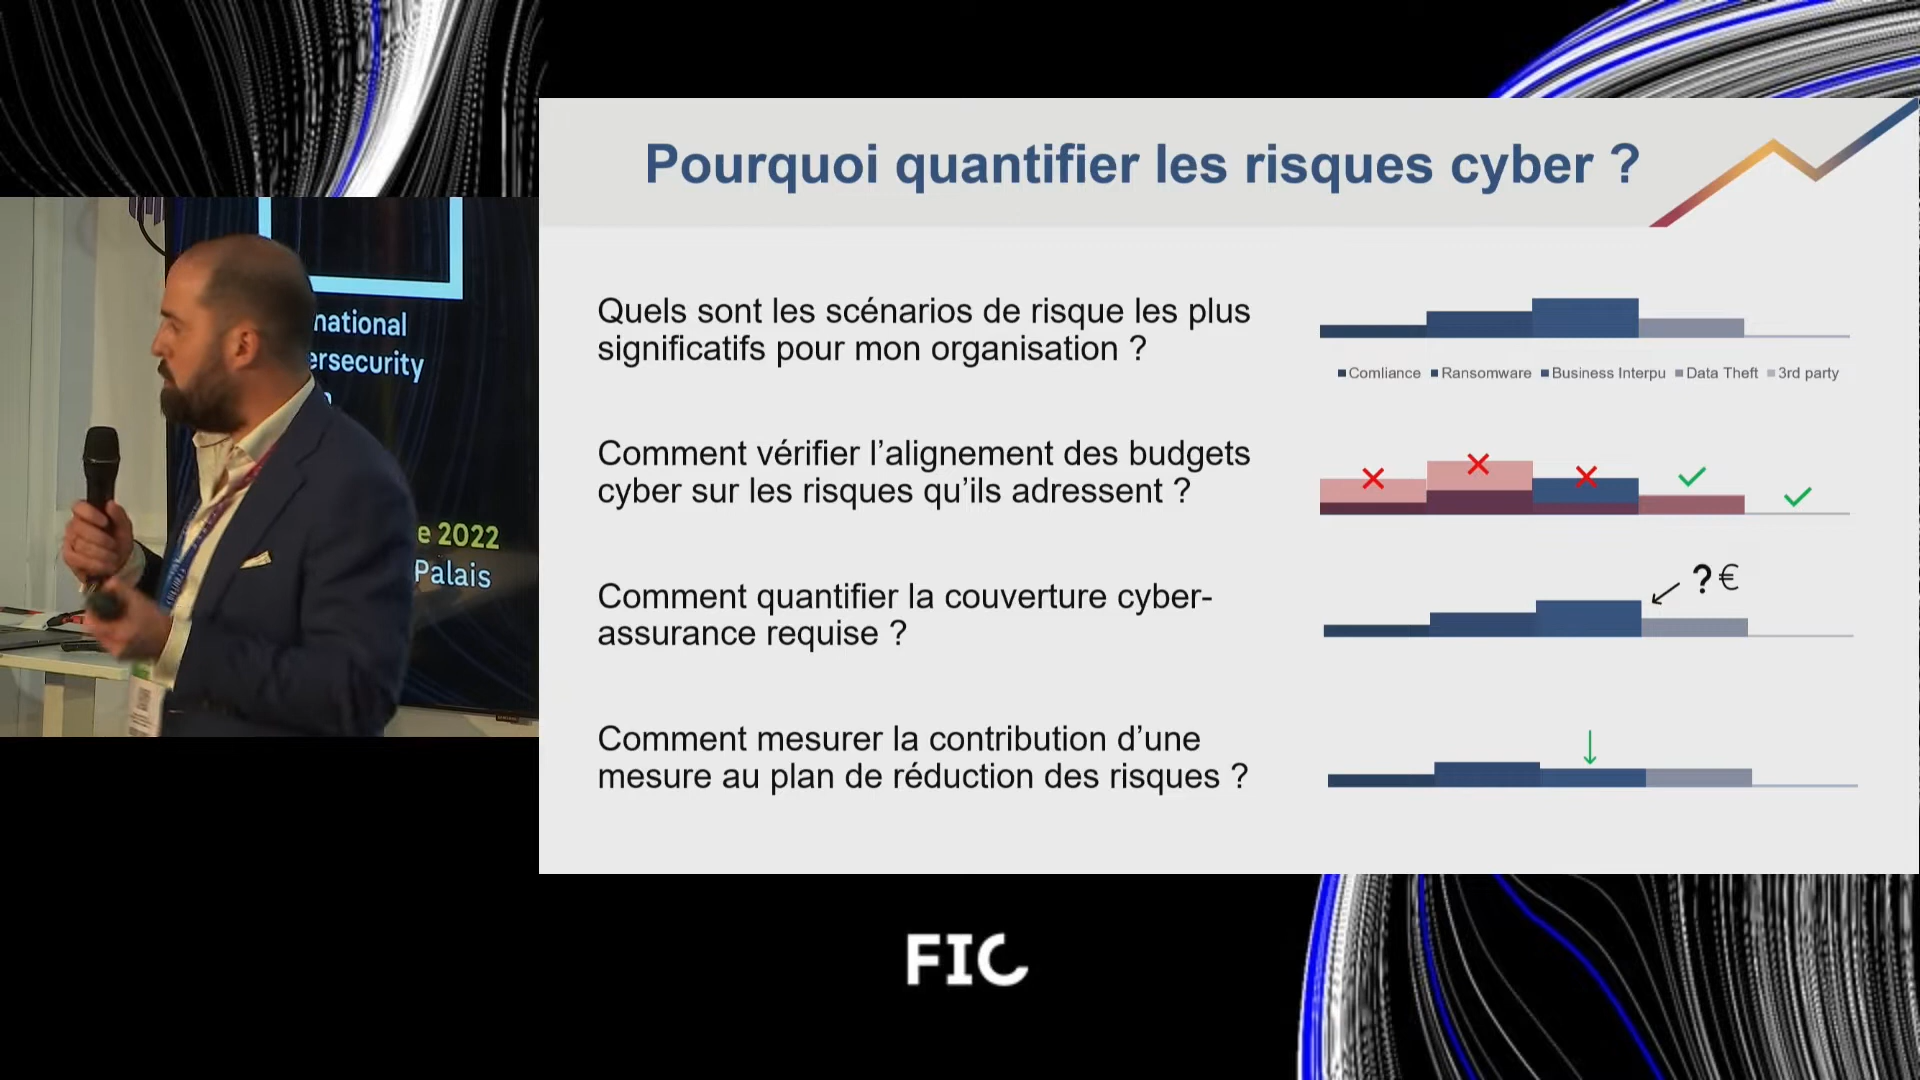 Pourquoi quantifier les risques cyber ?
Quels sont les scénarios de risque les plus
significatifs pour mon organisation ?
Comliance Ransomware Business Interpu Data Theft 3rd party
Comment vérifier l’alignement des budgets
cyber sur les risques qu’ils adressent ?
?€
Comment quantifier la couverture cyber-
assurance requise ?
Comment mesurer la contribution d’une
mesure au plan de réduction des risques ?
national
ersecurity
e 2022
Palais
FIC